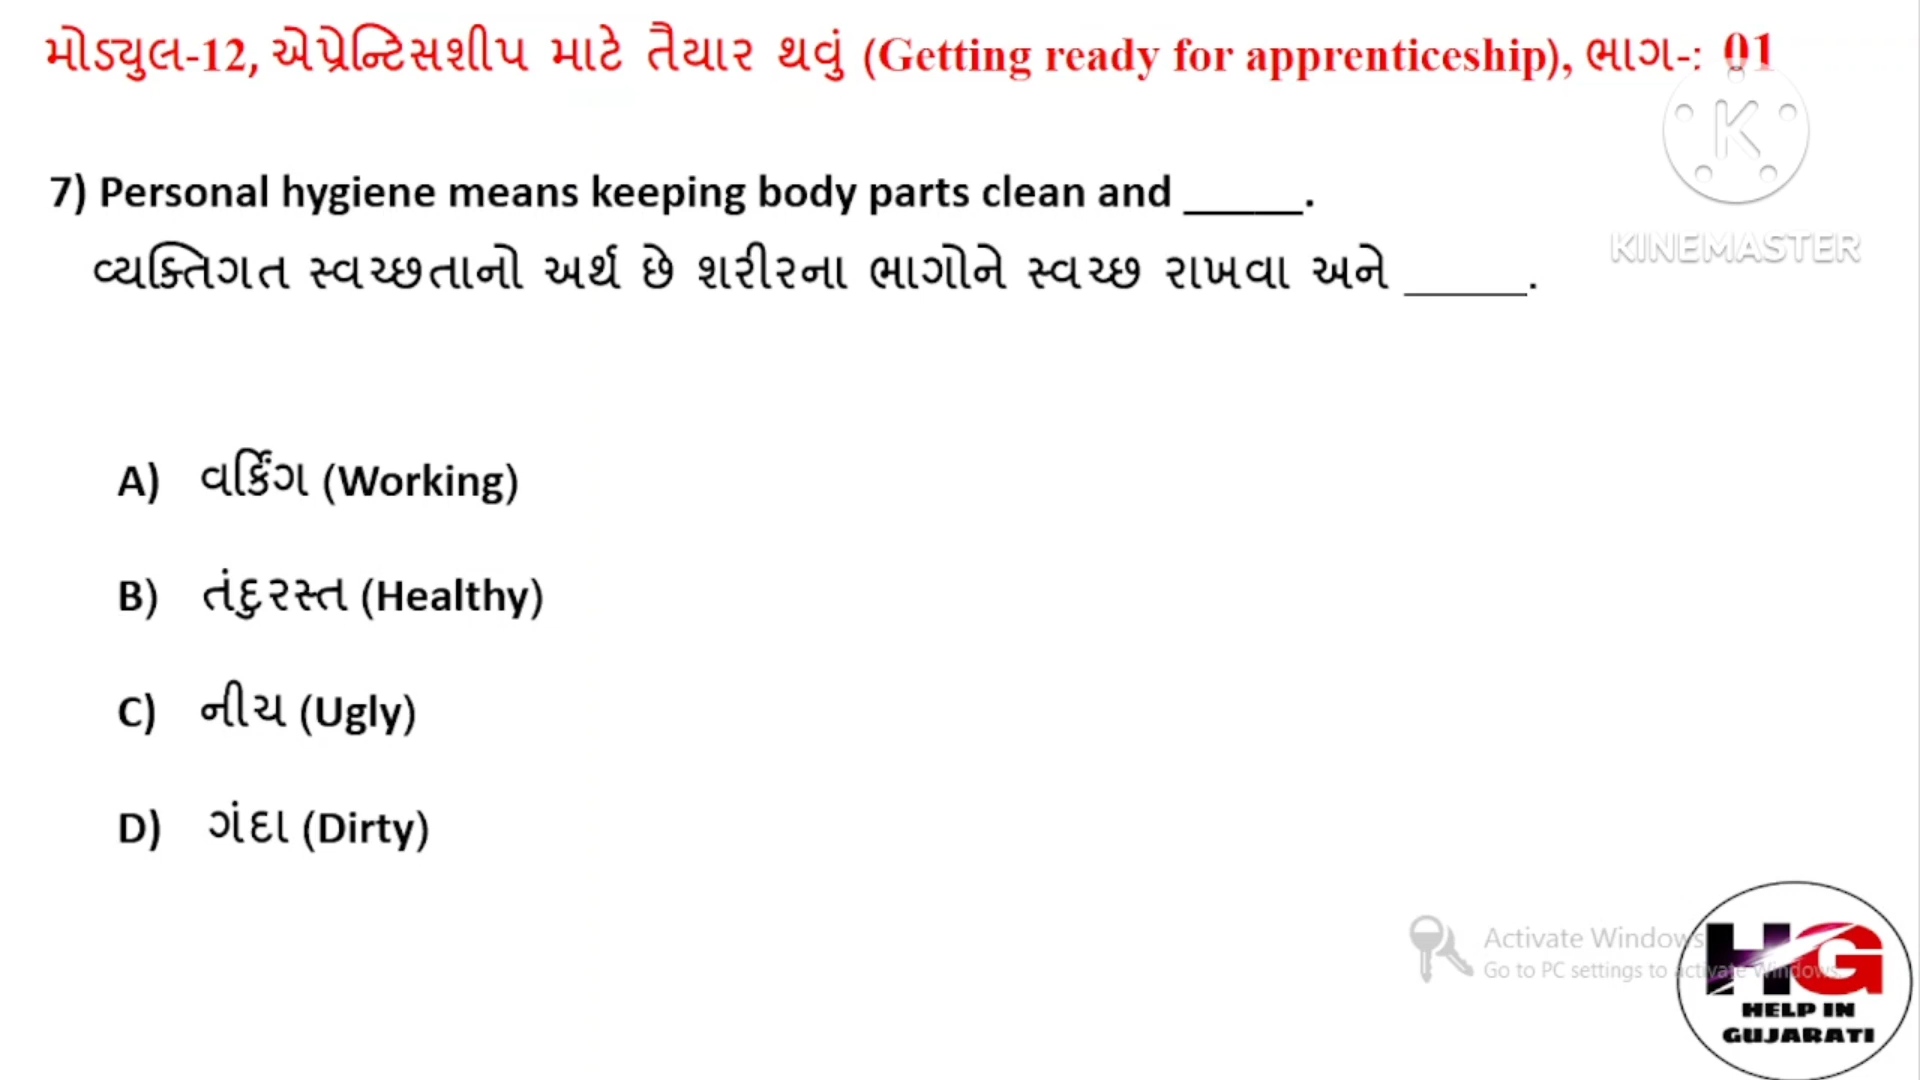 મોડ્યુલ-12, એપ્રેન્ટિસશીપ માટે તૈયાર થવું (Getting ready for apprenticeship), ભાગ-: 01
K
KINEMASTER
7) Personal hygiene means keeping body parts clean and _____.
વ્યક્તિગત સ્વચ્છતાનો અર્થ છે શરીરના ભાગોને સ્વચ્છ રાખવા અને _____.
A) વર્કિંગ (Working)
B) તંદુરસ્ત (Healthy)
C) નીચ (Ugly)
D) ગંદા (Dirty)
Activate Windows
Go to PC settings to activate Windows.
HG
HELP IN
GUJARATI